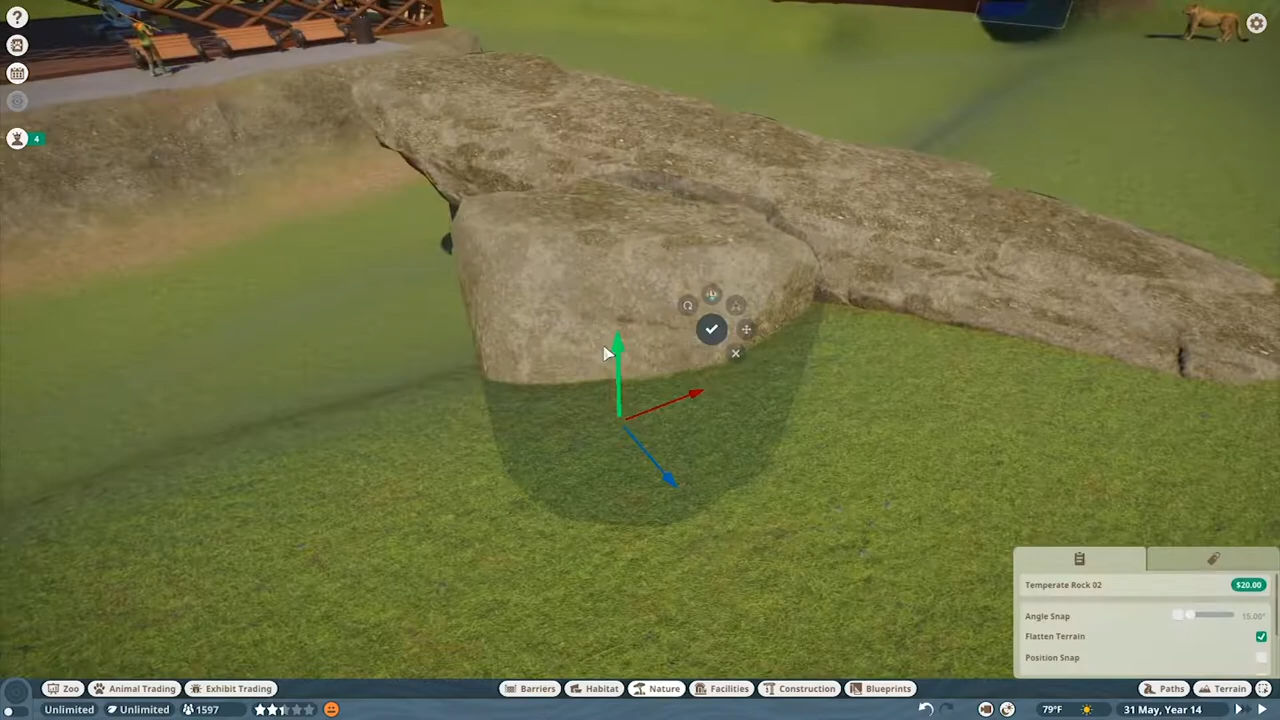 ?
4
Temperate Rock 02 $20.00
Angle Snap 15.00°
Flatten Terrain
Position Snap
Zoo Animal Trading Exhibit Trading Barriers Habitat Nature Facilities Construction Blueprints Paths Terrain
Unlimited Unlimited 1597 79°F 31 May, Year 14